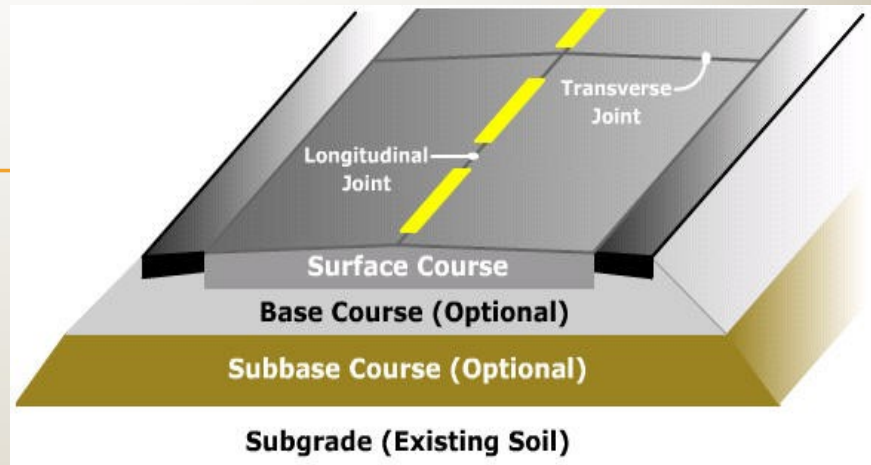 Transverse
Joint
Longitudinal
Joint
Surface Course
Base Course (Optional)
Subbase Course (Optional)
Subgrade (Existing Soil)